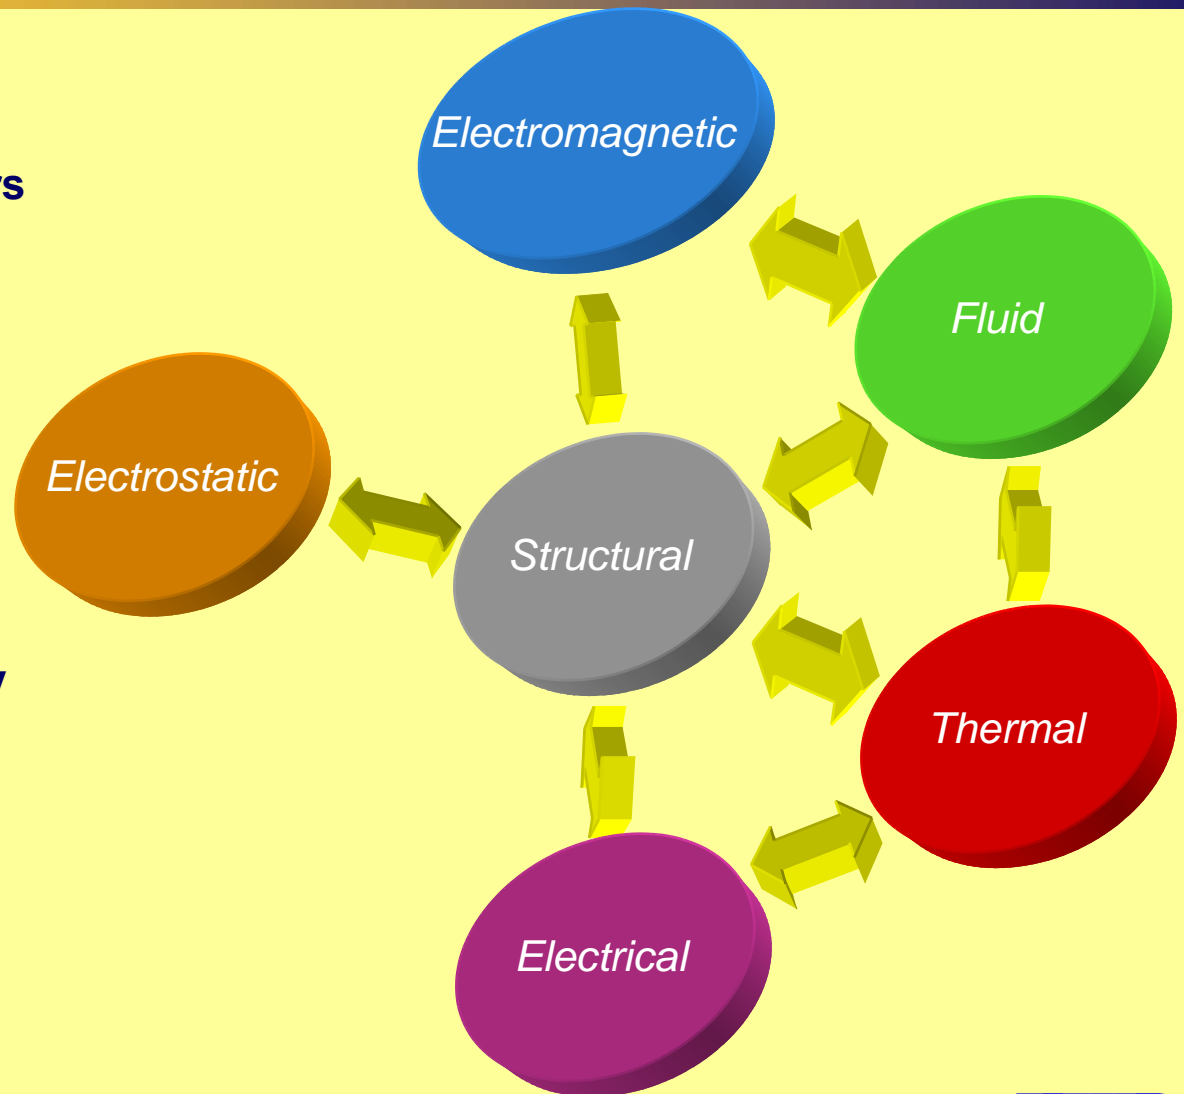 Electromagnetic
Fluid
Electrostatic
Structural
Thermal
Electrical